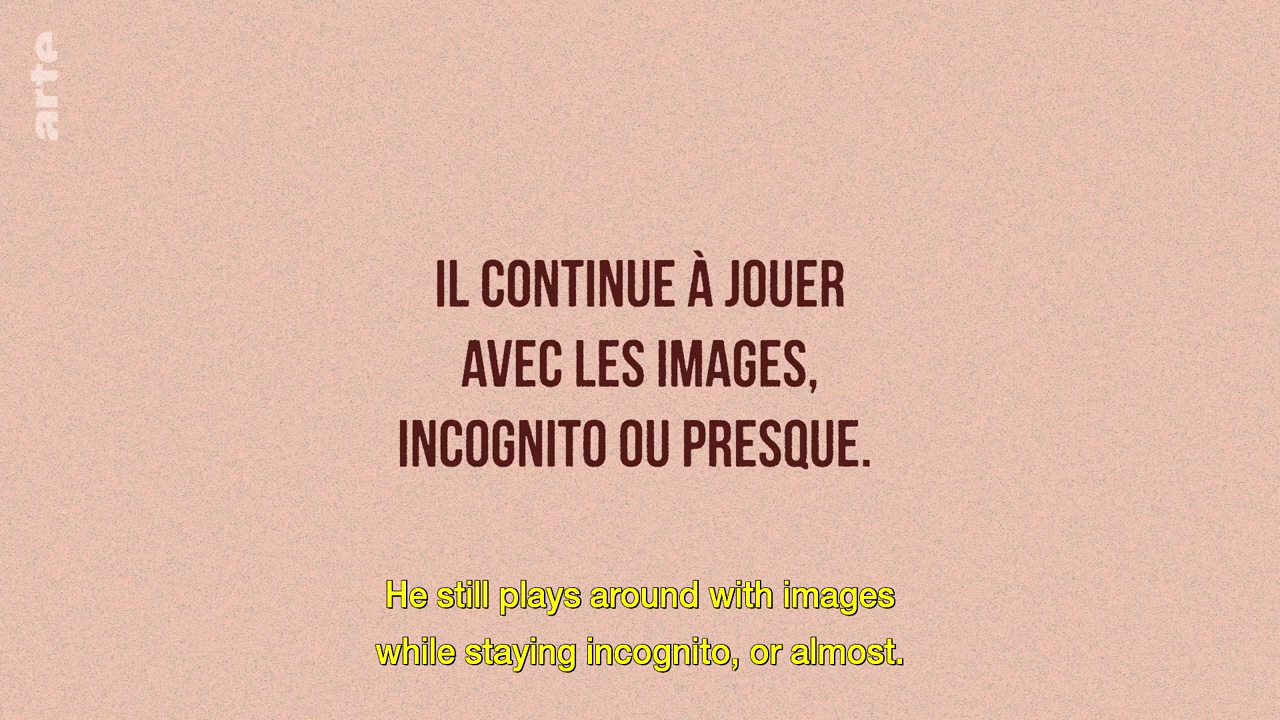 arte
IL CONTINUE À JOUER
AVEC LES IMAGES,
INCOGNITO OU PRESQUE.
He still plays around with images
while staying incognito, or almost.